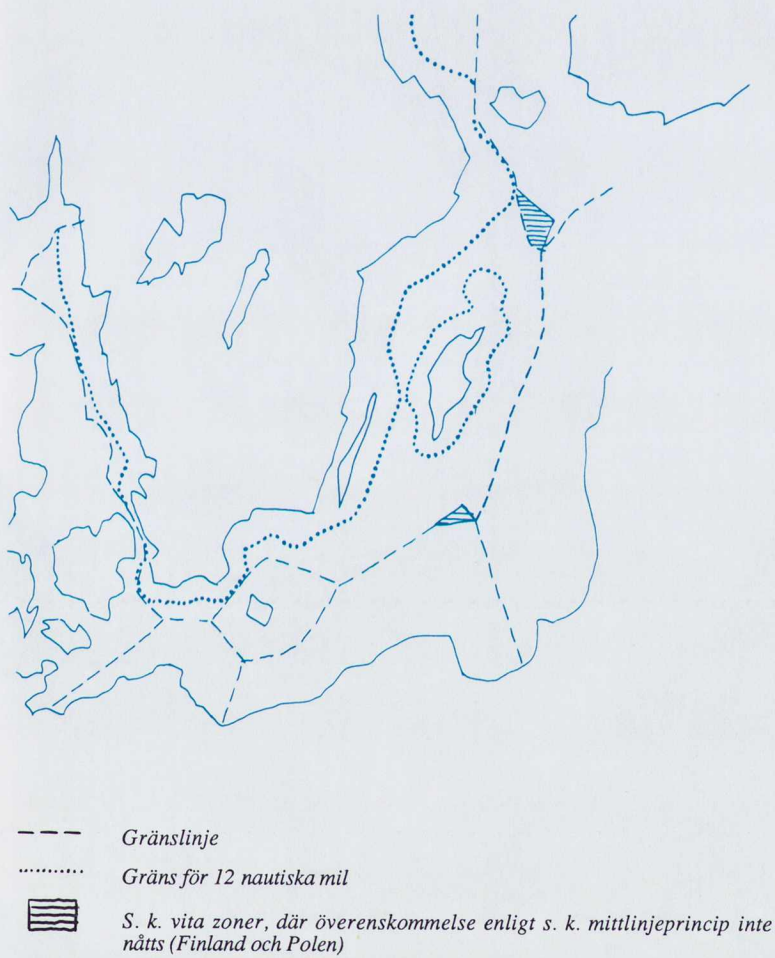 Gränslinje
Gräns för 12 nautiska mil
S. k. vita zoner, där överenskommelse enligt s. k. mittlinjeprincip inte
nåtts (Finland och Polen)